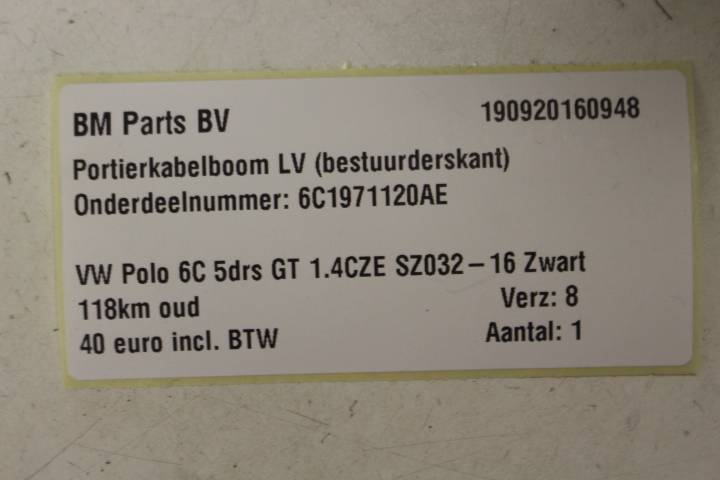 BM Parts BV 190920160948
Portierkabelboom LV (bestuurderskant)
Onderdeelnummer: 6C1971120AE
VW Polo 6C 5drs GT 1.4CZE SZ032-16 Zwart
118km oud Verz: 8
40 euro incl. BTW Aantal: 1